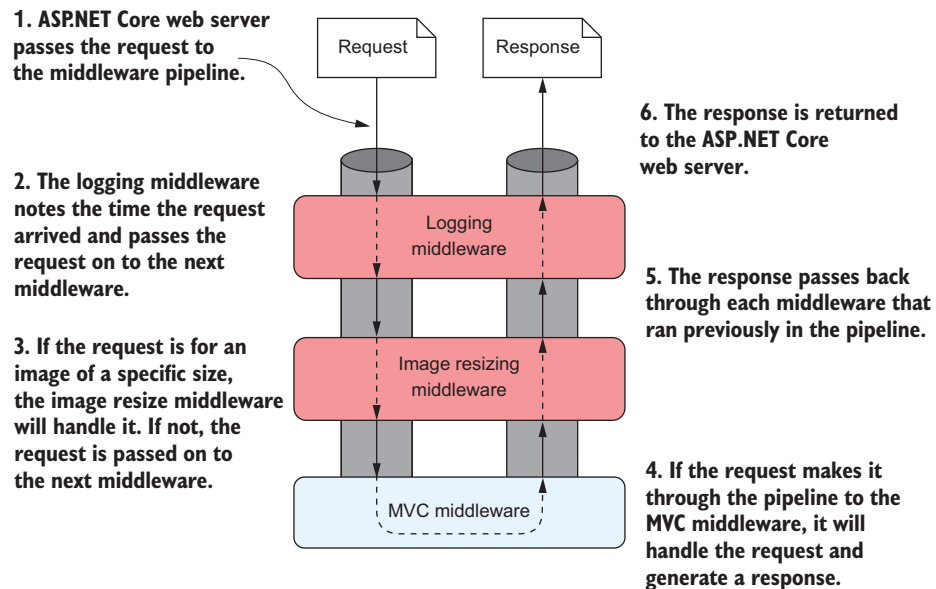 1. ASP.NET Core web server
passes the request to
the middleware pipeline.
Request
Response
6. The response is returned
to the ASP.NET Core
web server.
2. The logging middleware
notes the time the request
arrived and passes the
request on to the next
middleware.
Logging
middleware
5. The response passes back
through each middleware that
ran previously in the pipeline.
3. If the request is for an
image of a specific size,
the image resize middleware
will handle it. If not, the
request is passed on to
the next middleware.
Image resizing
middleware
4. If the request makes it
through the pipeline to the
MVC middleware, it will
handle the request and
generate a response.
MVC middleware